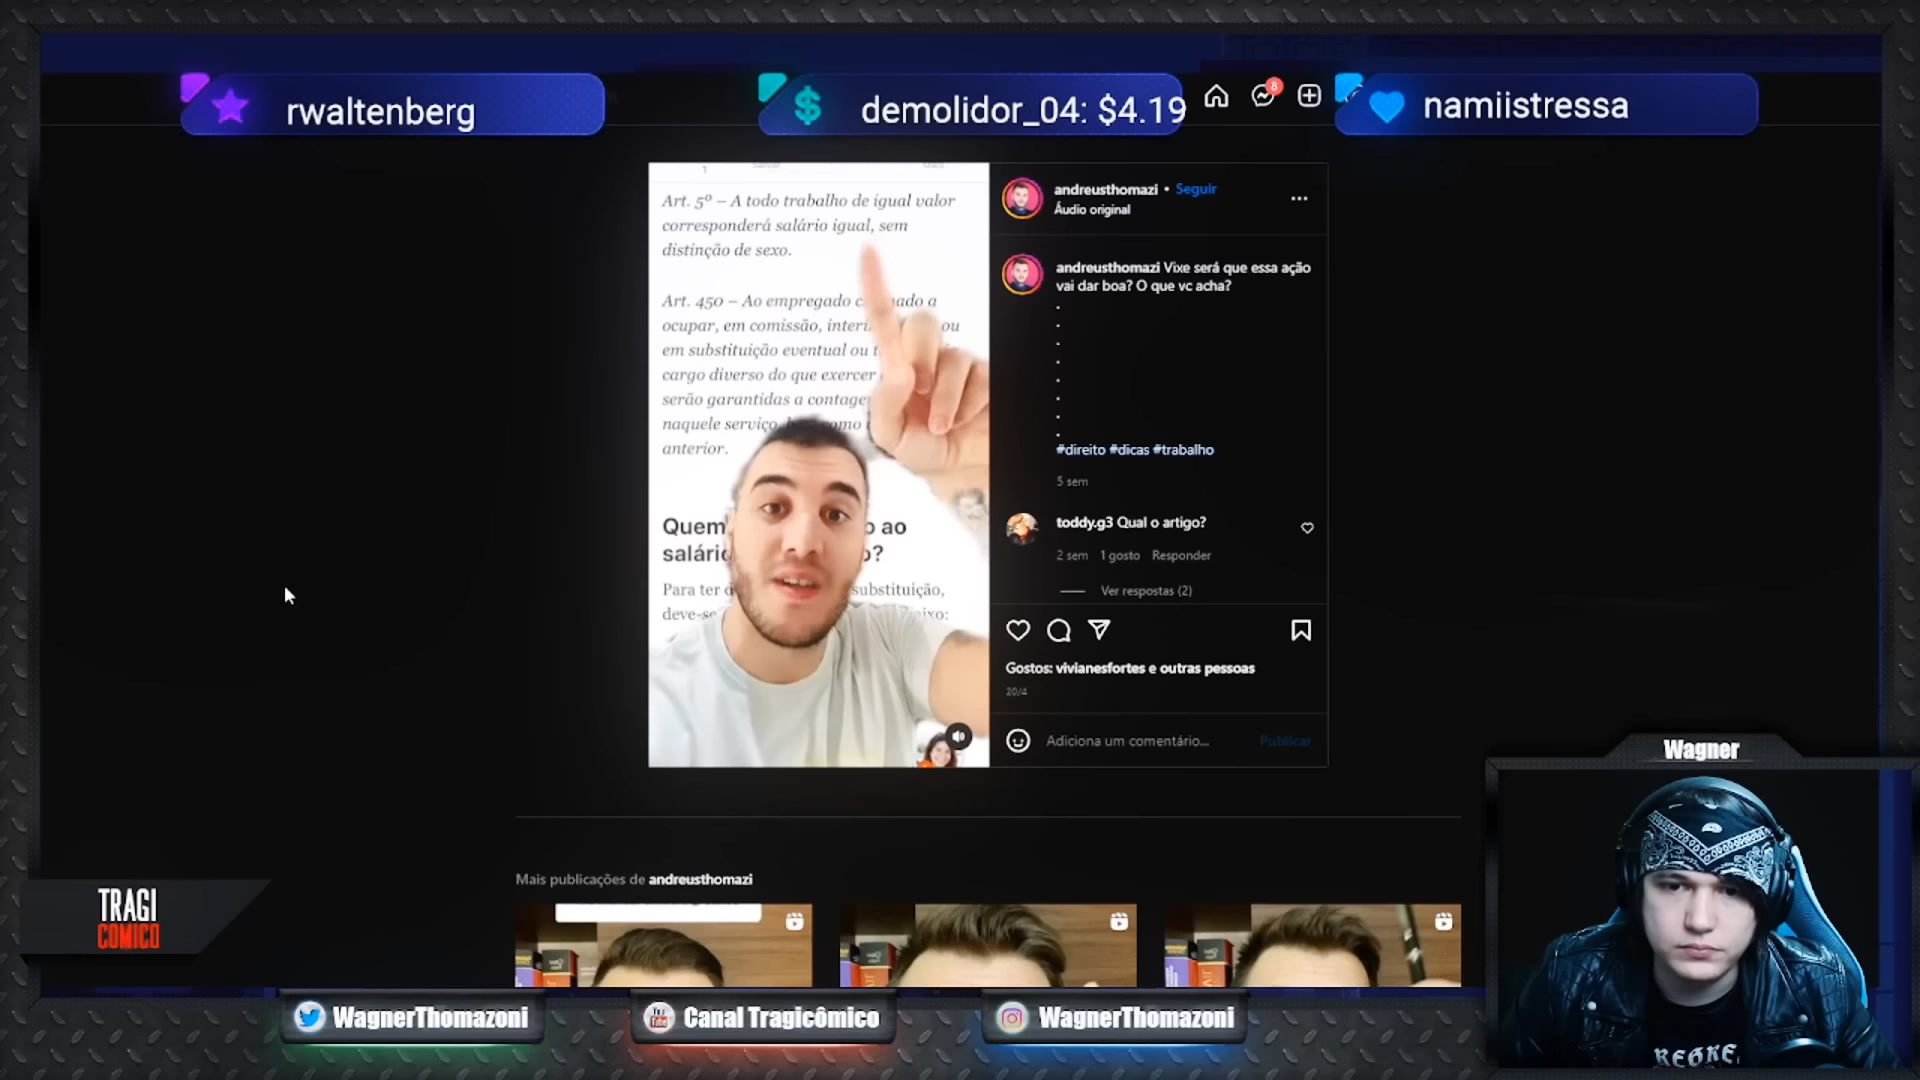 rwaltenberg
demolidor_04: $4.19
8
namiistressa
Art. 5º – A todo trabalho de igual valor
corresponderá salário igual, sem
distinção de sexo.
Art. 450 – Ao empregado
ocupar, em comissão, ou
em substituição eventual ou
cargo diverso do que exercer
serão garantidas a
naquele serviço,
anterior.
Quem ao
Para ter substituição,
andreusthomazi • Seguir
Áudio original
andreusthomazi Vixe será que essa ação
vai dar boa? O que vc acha?
.
.
.
.
.
.
.
.
#direito #dicas #trabalho
5 sem
toddy.g3 Qual o artigo?
2 sem 1 gosto Responder
Ver respostas (2)
Gostos: vivianesfortes e outras pessoas
20/4
Adiciona um comentário... Publicar
Mais publicações de andreusthomazi
TRAGI
COMICO
WagnerThomazoni
Canal Tragicômico
WagnerThomazoni
Wagner